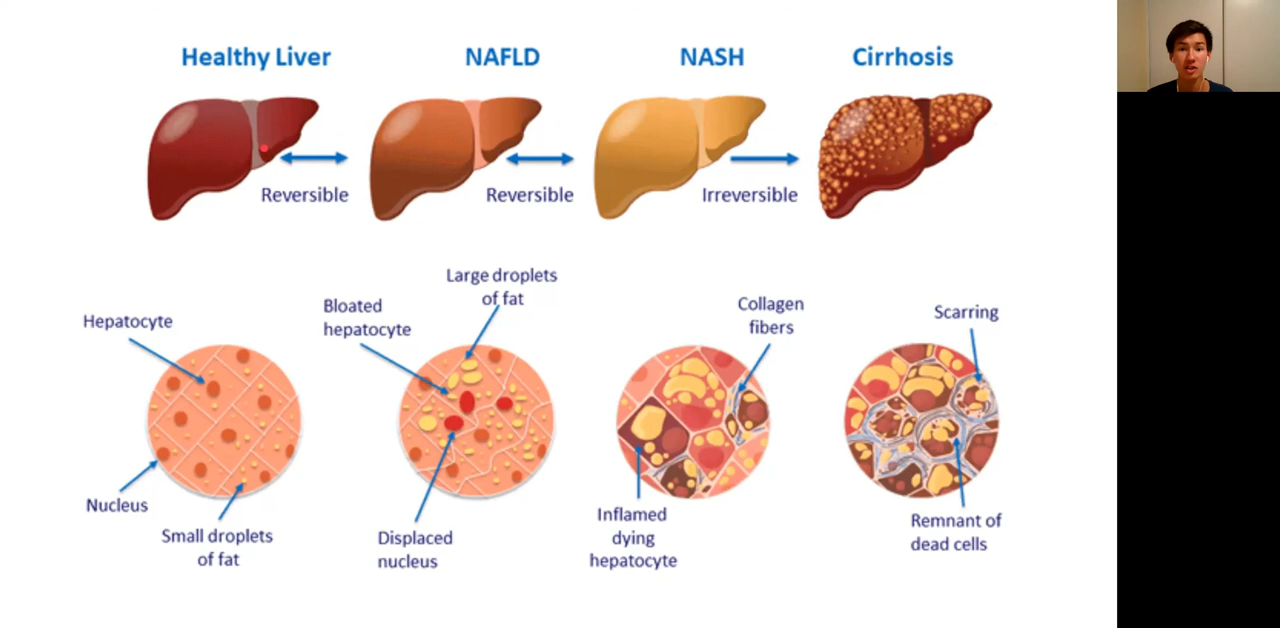 Healthy Liver
NAFLD
NASH
Cirrhosis
Reversible
Reversible
Irreversible
Hepatocyte
Nucleus
Small droplets
of fat
Bloated
hepatocyte
Large droplets
of fat
Displaced
nucleus
Collagen
fibers
Inflamed
dying
hepatocyte
Scarring
Remnant of
dead cells